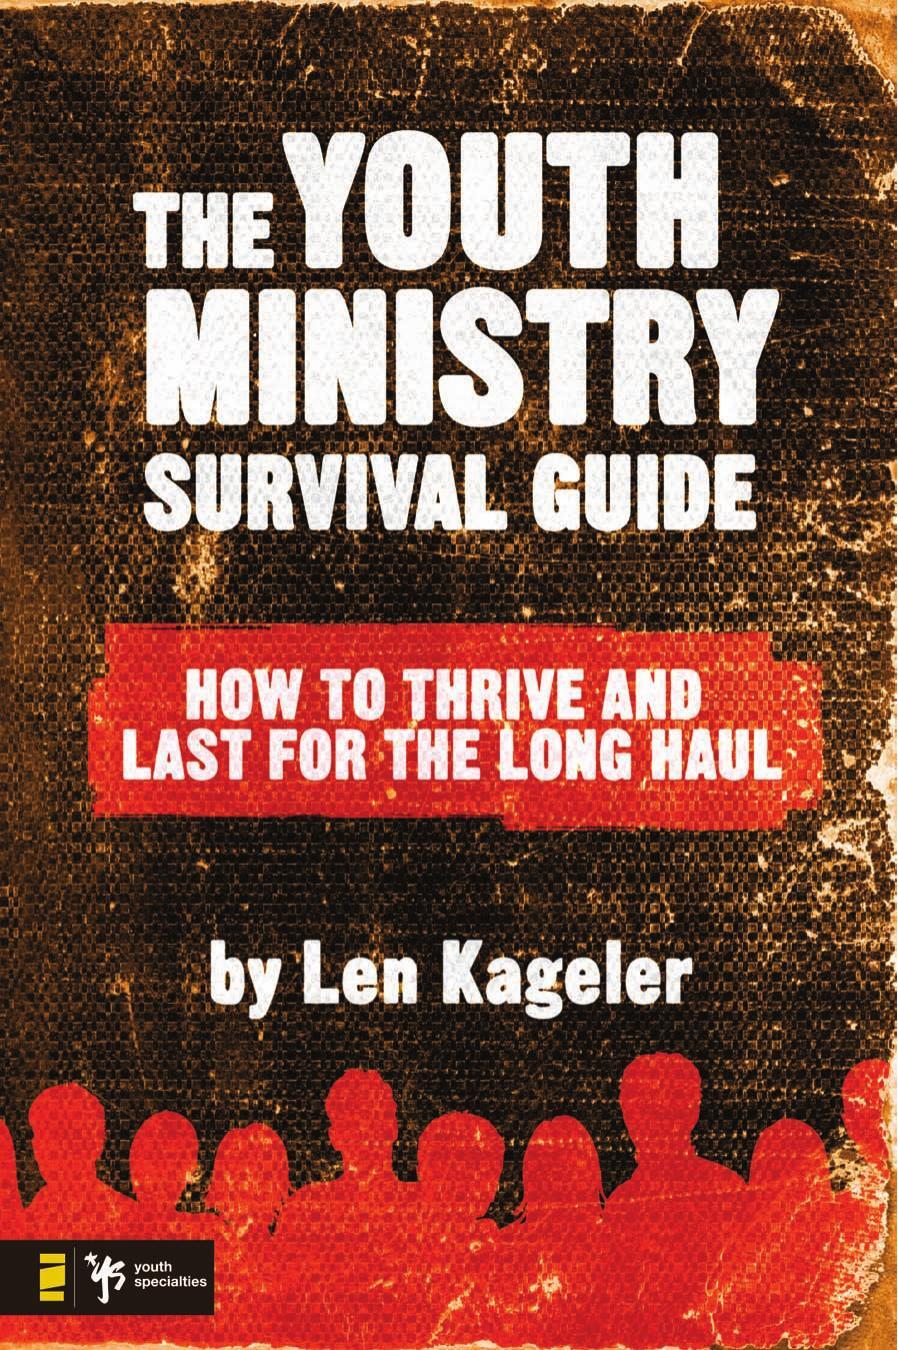 THE YOUTH
MINISTRY
SURVIVAL GUIDE
HOW TO THRIVE AND
LAST FOR THE LONG HAUL
by Len Kageler
ys youth
specialties